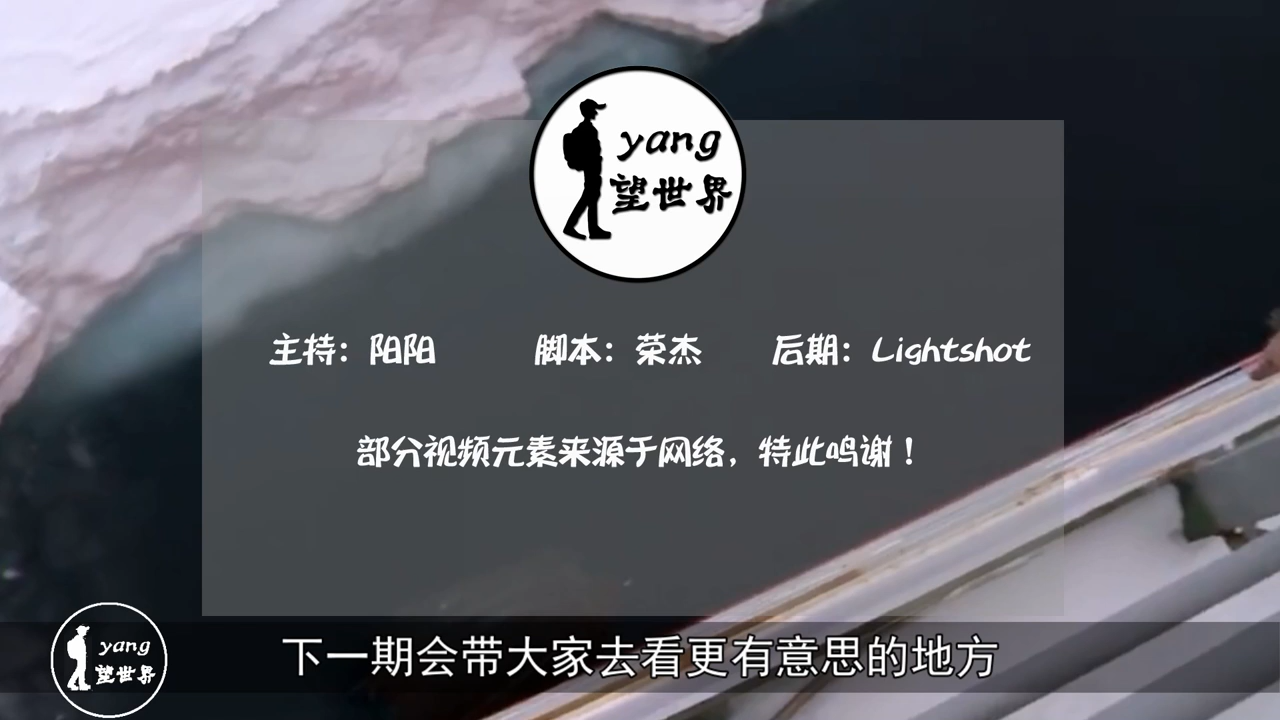 yang
望世界
主持：阳阳 脚本：荣杰 后期：Lightshot
部分视频元素来源于网络，特此鸣谢！
yang
望世界
下一期会带大家去看更有意思的地方